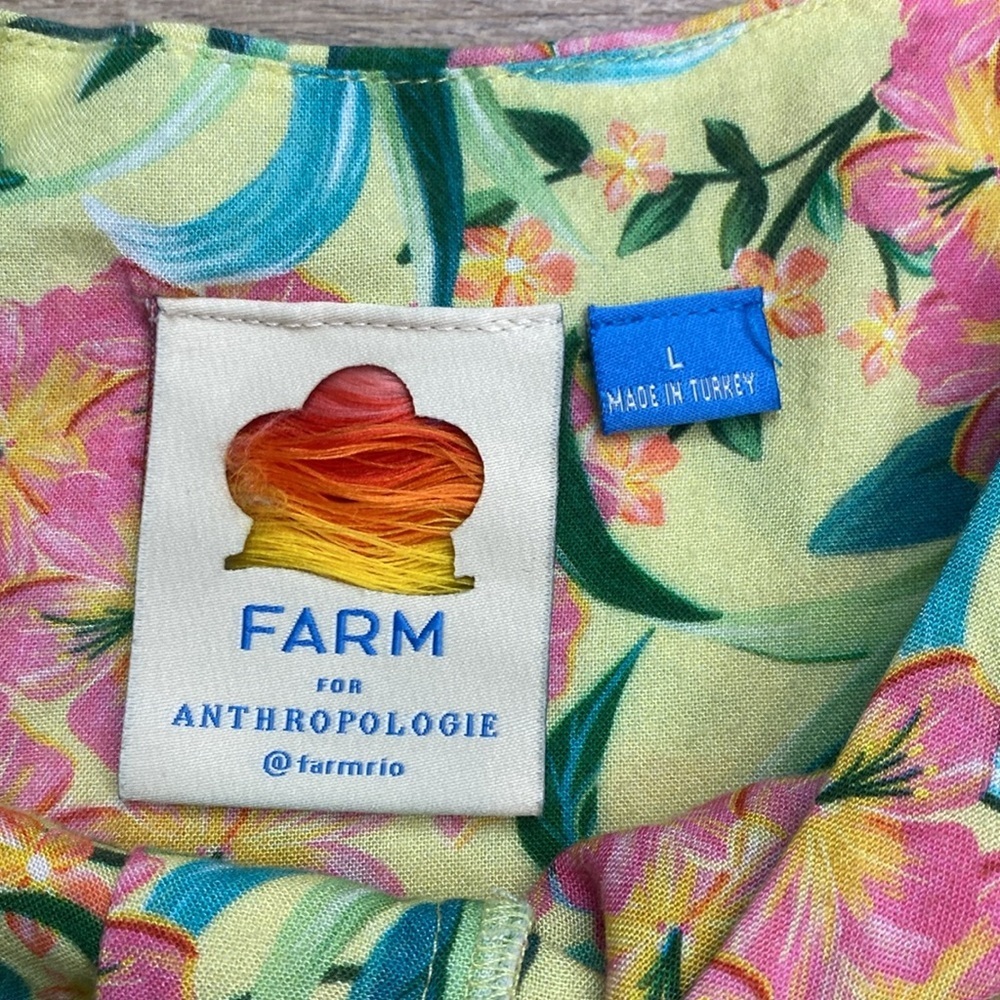 FARM
FOR
ANTHROPOLOGIE
@farmrio
L
MADE IN TURKEY